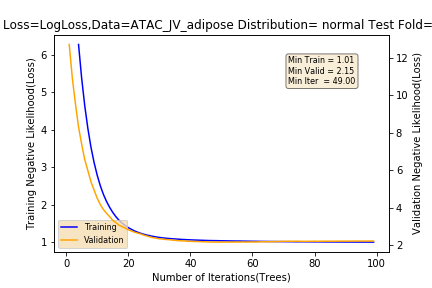 Loss=LogLoss,Data=ATAC_JV_adipose Distribution= normal Test Fold=
Training Negative Likelihood(Loss)
6
5
4
3
2
1
Min Train = 1.01
Min Valid = 2.15
Min Iter = 49.00
Training
Validation
12
10
8
6
4
2
Validation Negative Likelihood(Loss)
0
20
40
60
80
100
Number of Iterations(Trees)